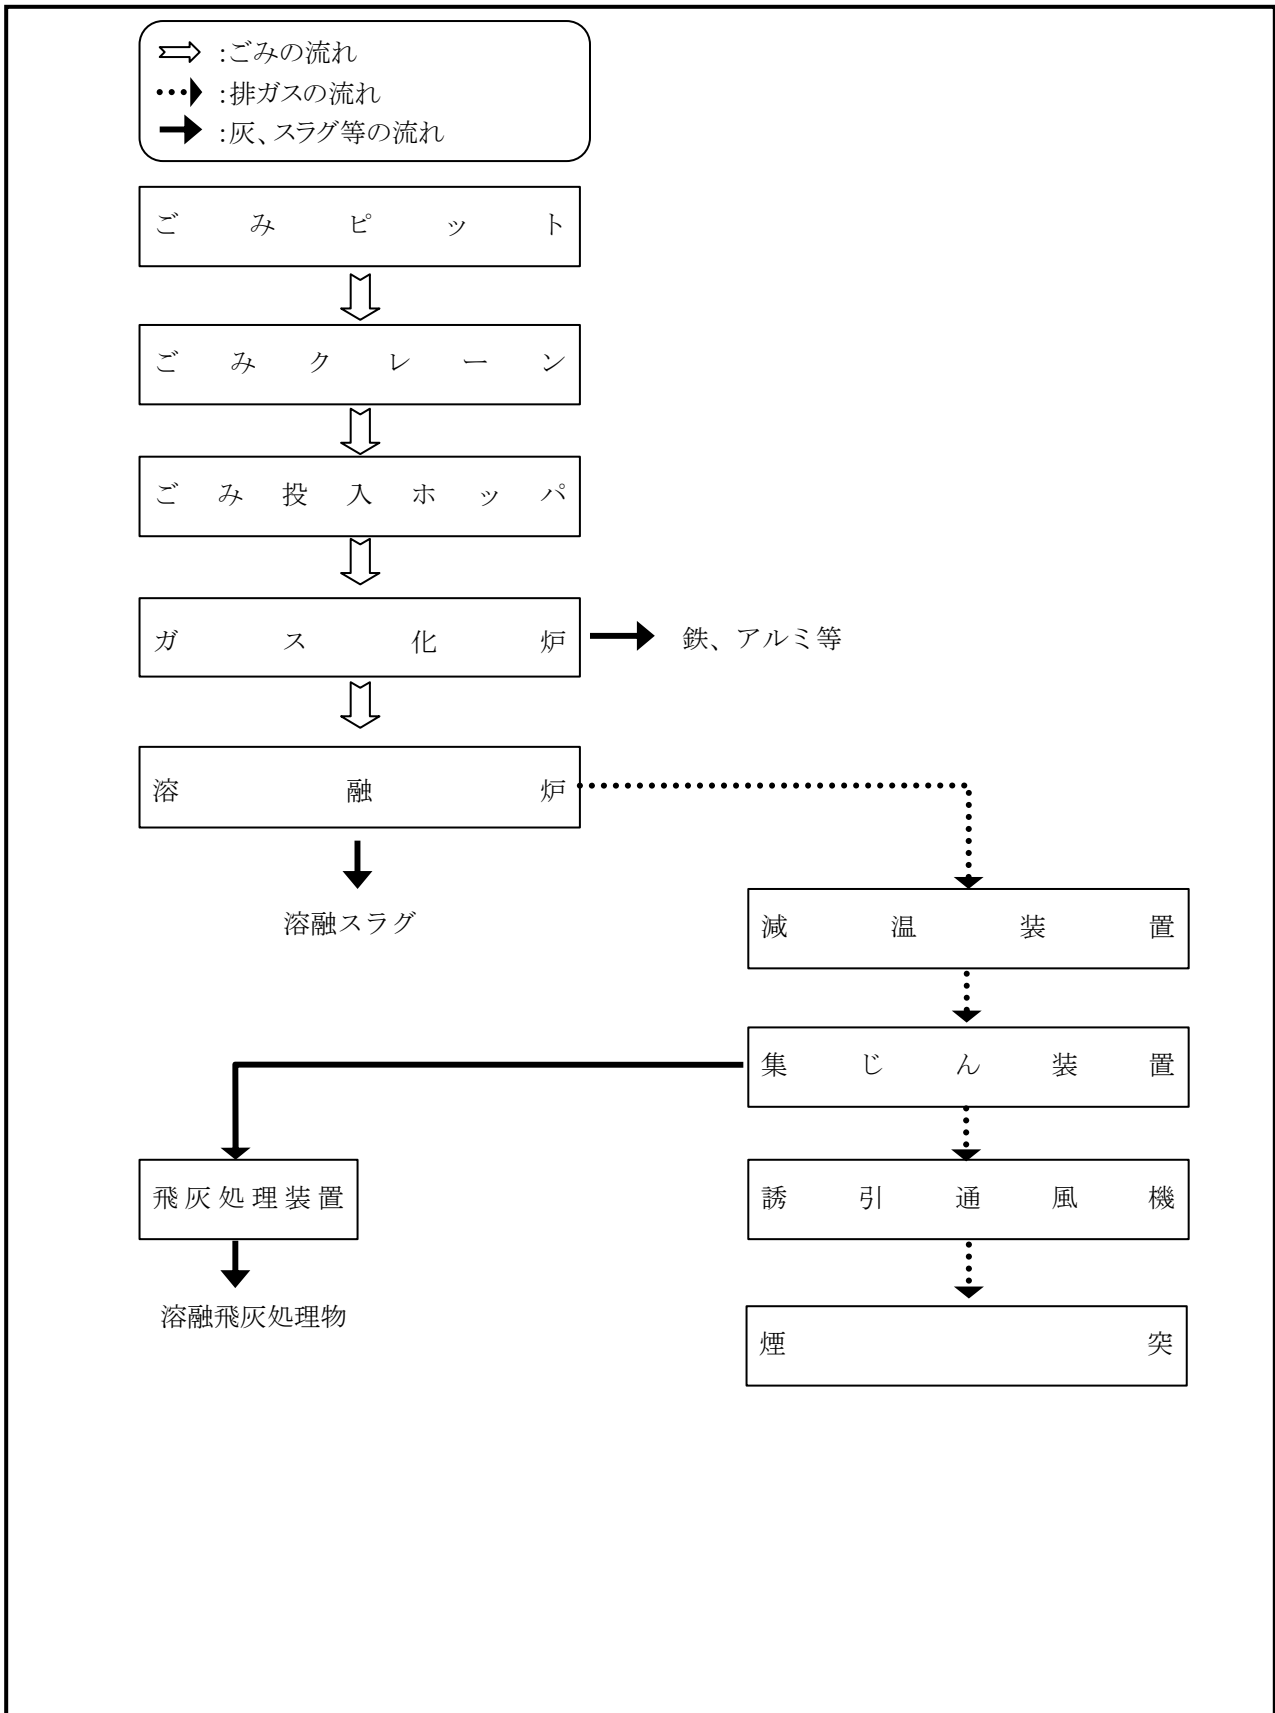 :ごみの流れ
:排ガスの流れ
:灰、スラグ等の流れ
ごみピット
ごみクレーン
ごみ投入ホッパ
ガス化炉
鉄、アルミ等
溶融炉
溶融スラグ
減温装置
集じん装置
飛灰処理装置
誘引通風機
溶融飛灰処理物
煙突